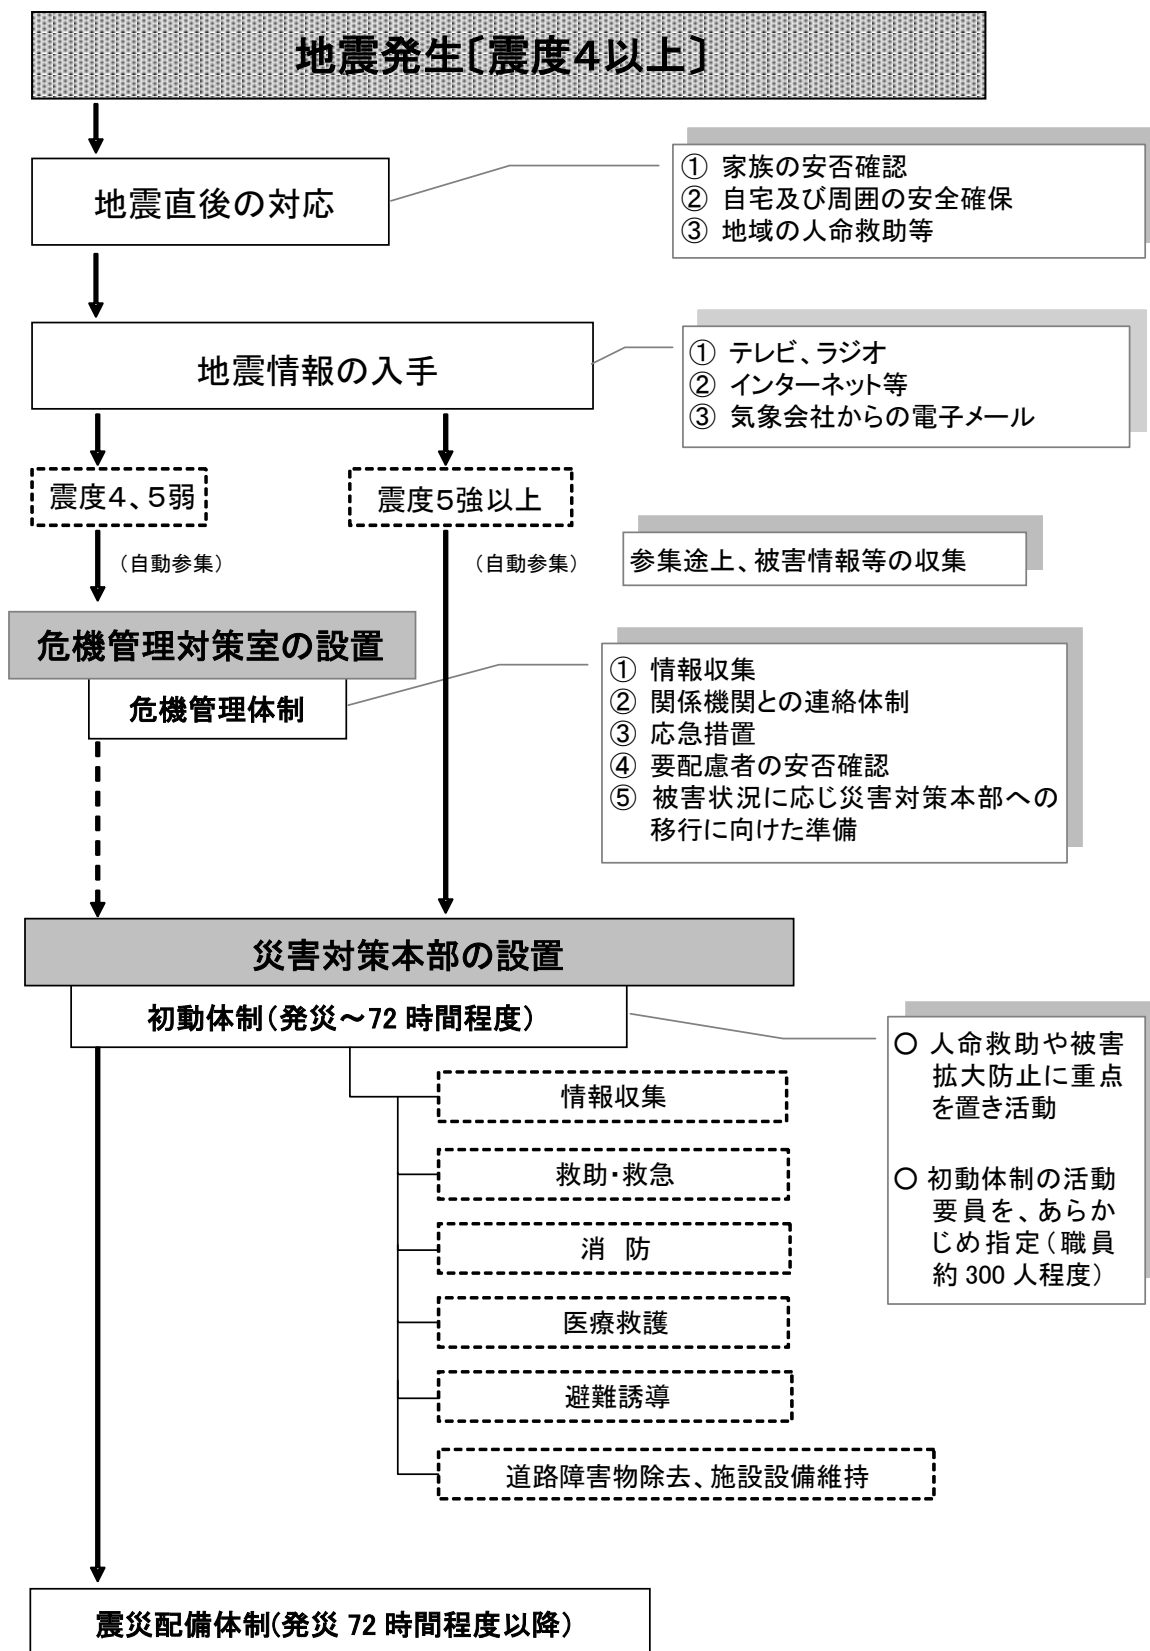 地震発生〔震度４以上〕
地震直後の対応
① 家族の安否確認
② 自宅及び周囲の安全確保
③ 地域の人命救助等
地震情報の入手
① テレビ、ラジオ
② インターネット等
③ 気象会社からの電子メール
震度４、５弱
震度５強以上
（自動参集）
（自動参集）
参集途上、被害情報等の収集
危機管理対策室の設置
危機管理体制
① 情報収集
② 関係機関との連絡体制
③ 応急措置
④ 要配慮者の安否確認
⑤ 被害状況に応じ災害対策本部への
移行に向けた準備
災害対策本部の設置
初動体制（発災～72 時間程度）
○ 人命救助や被害
拡大防止に重点
を置き活動
○ 初動体制の活動
要員を、あらか
じめ指定（職員
約 300 人程度）
情報収集
救助・救急
消 防
医療救護
避難誘導
道路障害物除去、施設設備維持
震災配備体制(発災 72 時間程度以降）